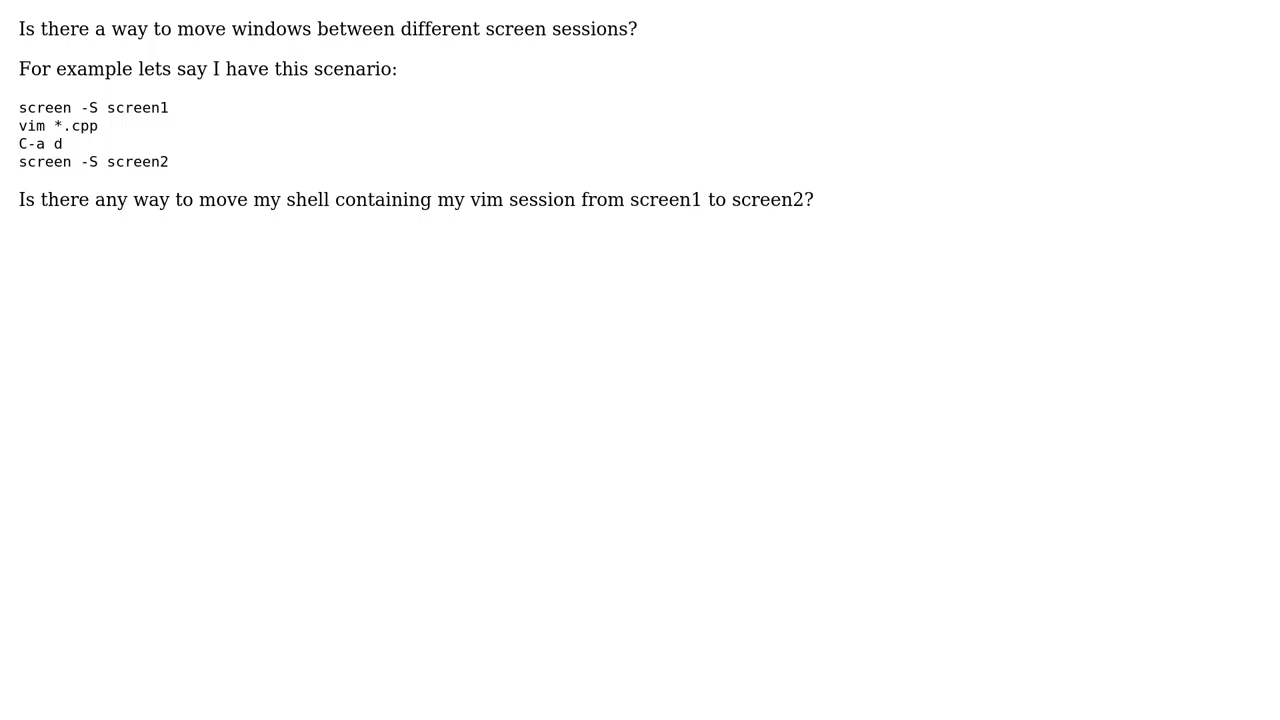 Is there a way to move windows between different screen sessions?
For example lets say I have this scenario:
screen -S screen1
vim *.cpp
C-a d
screen -S screen2
Is there any way to move my shell containing my vim session from screen1 to screen2?